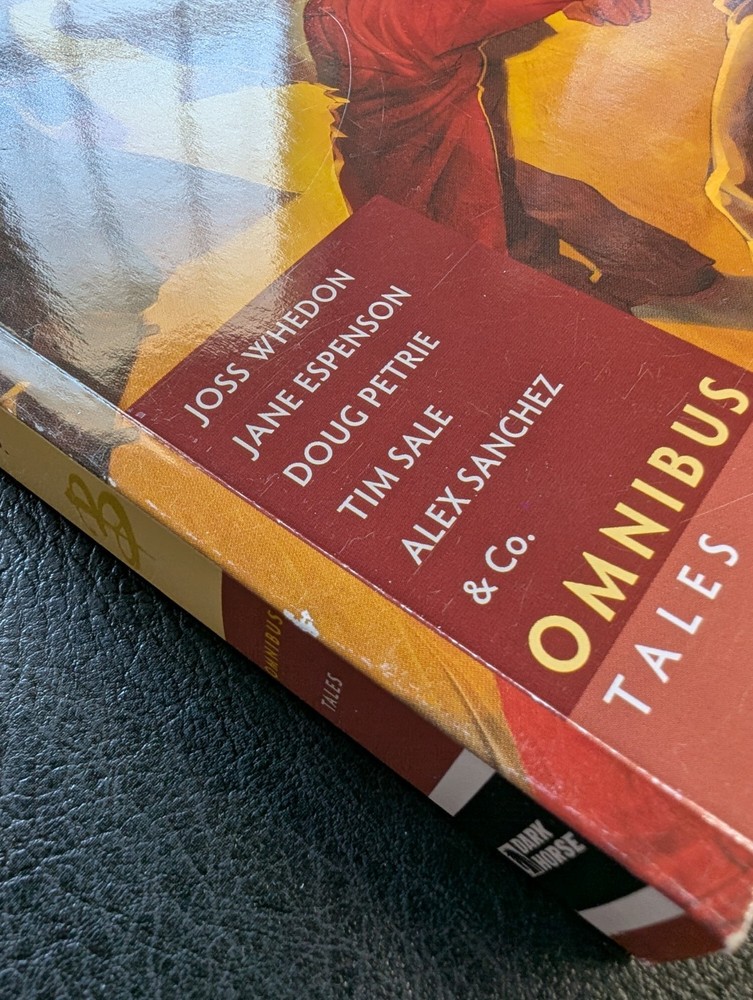 JOSS WHEDON
JANE ESPENSON
DOUG PETRIE
TIM SALE
ALEX SANCHEZ
& Co.
OMNIBUS
TALES
B
OMNIBUS
TALES
DARK
HORSE